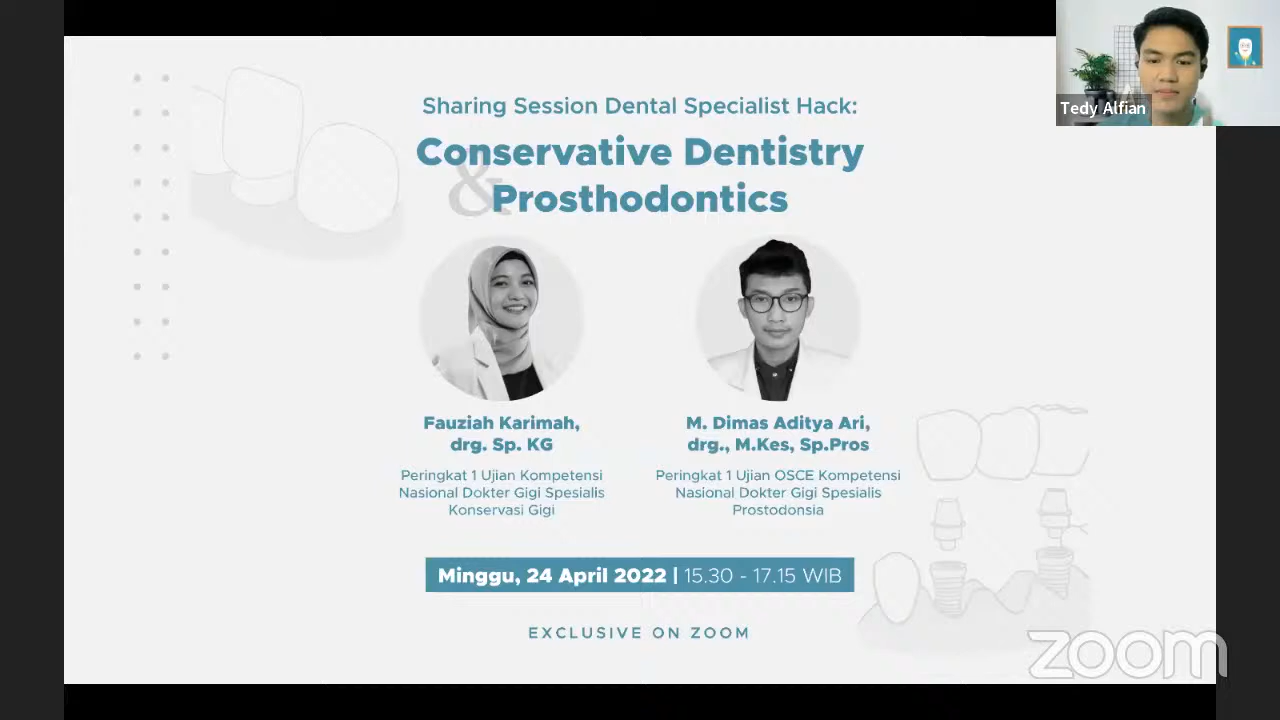 Tedy Alfian
Sharing Session Dental Specialist Hack:
Conservative Dentistry
& Prosthodontics
Fauziah Karimah,
drg. Sp. KG
Peringkat 1 Ujian Kompetensi
Nasional Dokter Gigi Spesialis
Konservasi Gigi
M. Dimas Aditya Ari,
drg., M.Kes, Sp.Pros
Peringkat 1 Ujian OSCE Kompetensi
Nasional Dokter Gigi Spesialis
Prostodonsia
Minggu, 24 April 2022 | 15.30 - 17.15 WIB
EXCLUSIVE ON ZOOM
zoom